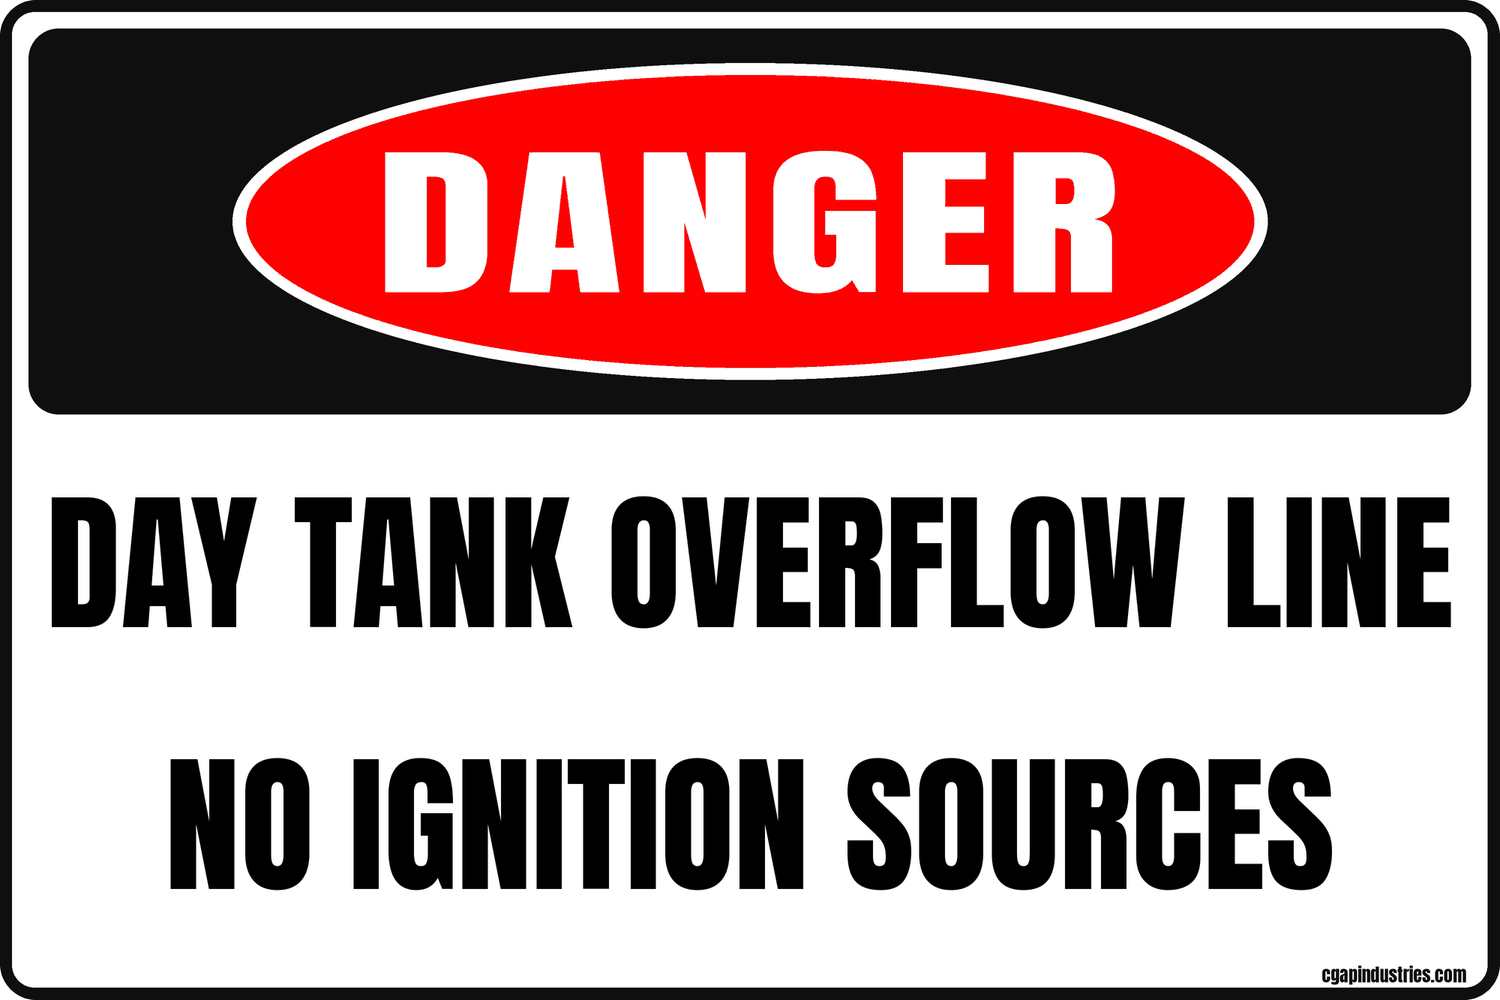 DANGER
DAY TANK OVERFLOW LINE
NO IGNITION SOURCES
cgapindustries.com